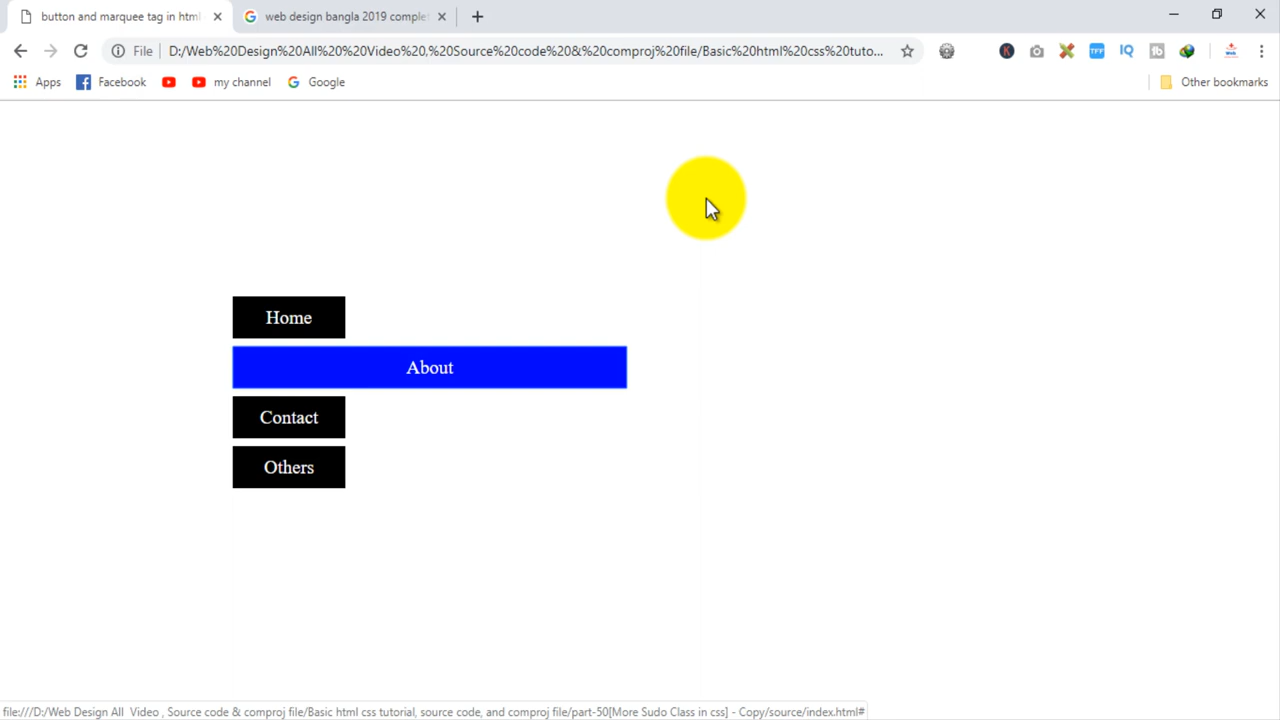 button and marquee tag in html
web design bangla 2019 complet
File
D:/Web%20Design%20All%20%20Video%20,%20Source%20code%20&%20comproj%20file/Basic%20html%20css%20tuto...
Apps
Facebook
my channel
Google
Other bookmarks
K
TFF
IQ
tb
Home
About
Contact
Others
file:///D:/Web Design All  Video , Source code & comproj file/Basic html css tutorial, source code, and comproj file/part-50[More Sudo Class in css] - Copy/source/index.html#